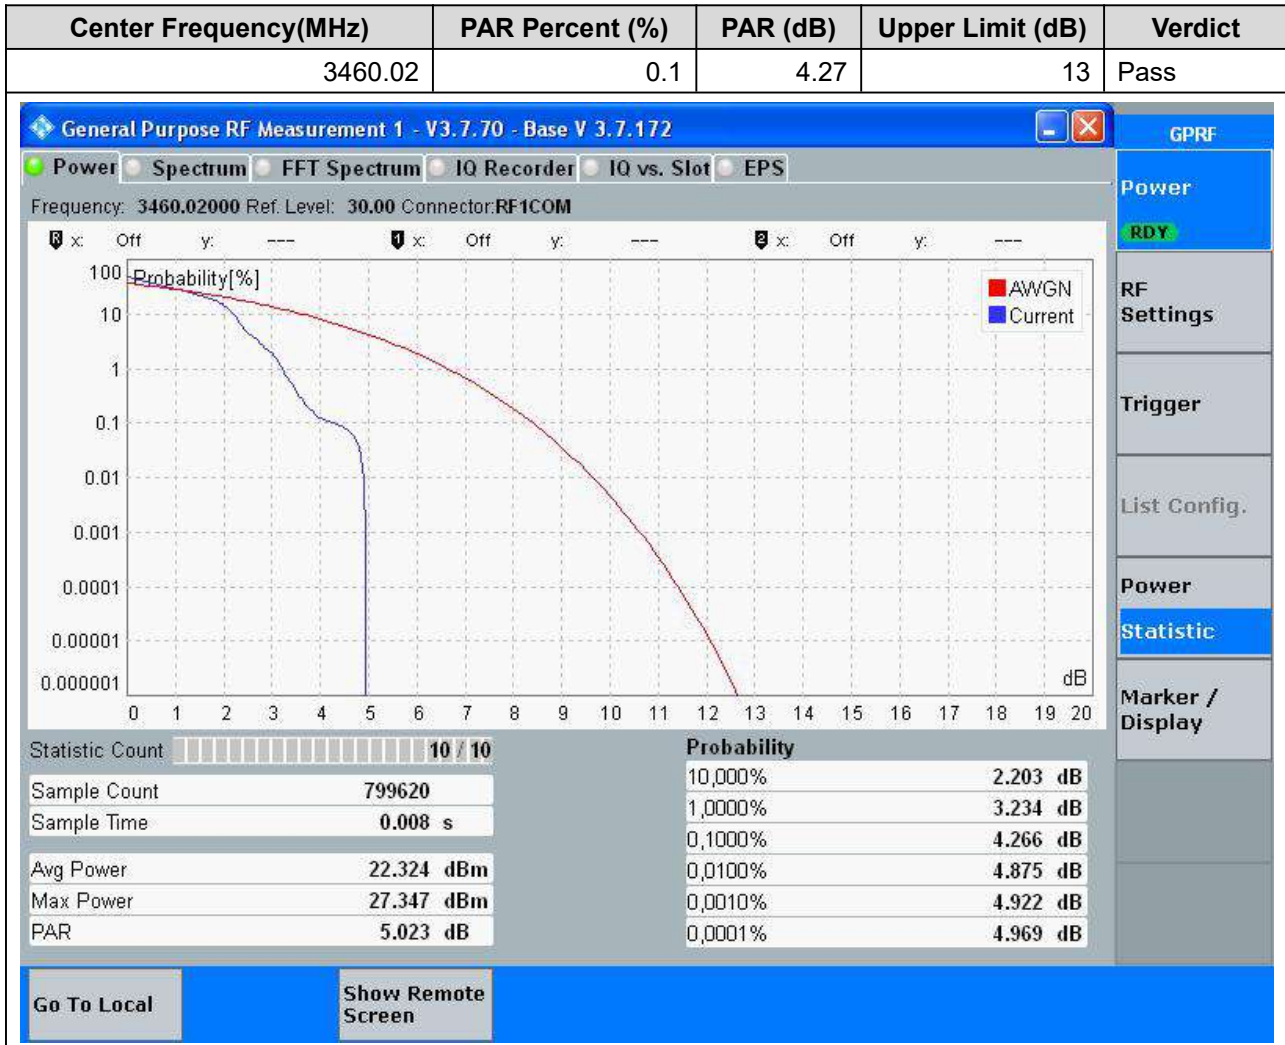 Center Frequency(MHz) PAR Percent (%) PAR (dB) Upper Limit (dB) Verdict
3460.02 0.1 4.27 13 Pass
General Purpose RF Measurement 1 - V3.7.70 - Base V 3.7.172
GPRF
Power Spectrum FFT Spectrum IQ Recorder IQ vs. Slot EPS
Frequency: 3460.02000 Ref. Level: 30.00 Connector:RF1COM
R x: Off y: --- 1 x: Off y: --- 2 x: Off y: ---
Probability[%]
AWGN
Current
100
10
1
0.1
0.01
0.001
0.0001
0.00001
0.000001
dB
0 1 2 3 4 5 6 7 8 9 10 11 12 13 14 15 16 17 18 19 20
Statistic Count 10 / 10
Sample Count 799620
Sample Time 0.008 s
Avg Power 22.324 dBm
Max Power 27.347 dBm
PAR 5.023 dB
Probability
10,000% 2.203 dB
1,0000% 3.234 dB
0,1000% 4.266 dB
0,0100% 4.875 dB
0,0010% 4.922 dB
0,0001% 4.969 dB
Power
RDY
RF
Settings
Trigger
List Config.
Power
Statistic
Marker /
Display
Go To Local
Show Remote
Screen